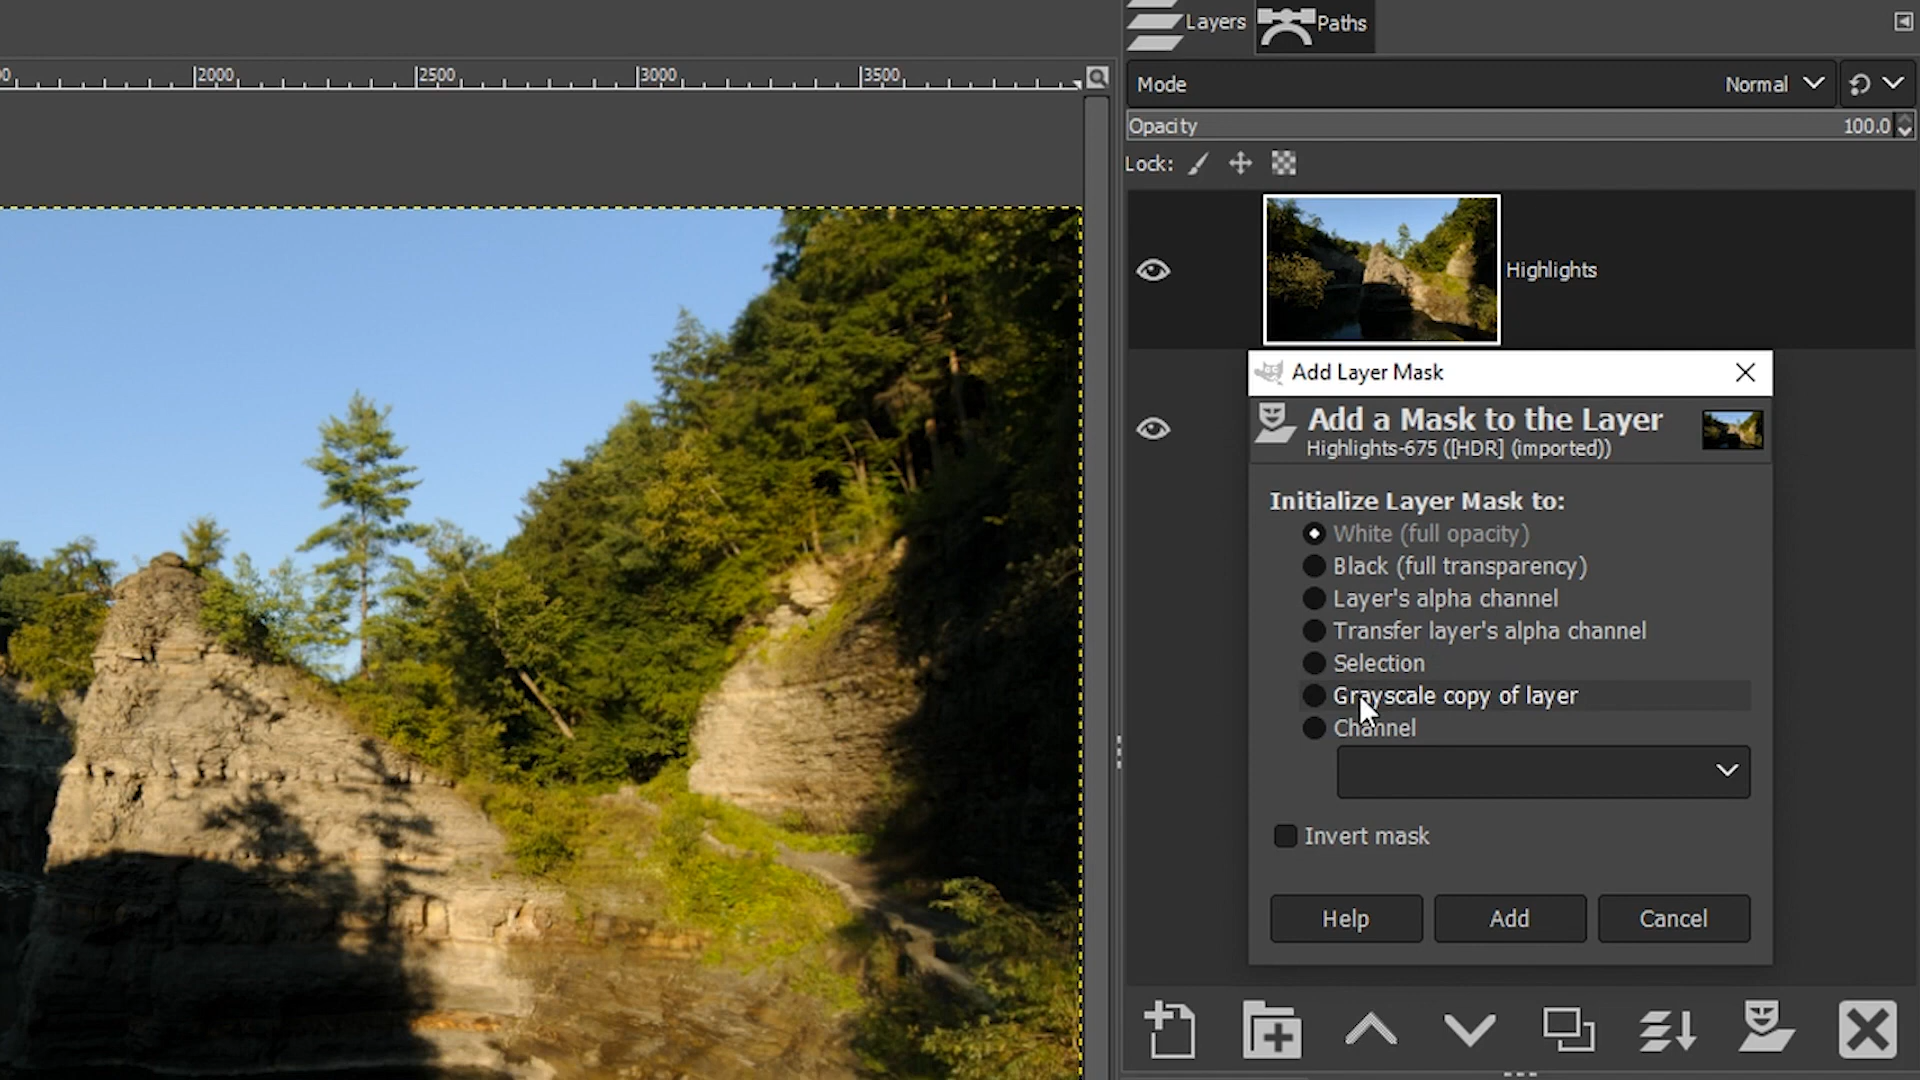 Layers Paths
2000 2500 3000 3500
Mode Normal
Opacity 100.0
Lock:
Highlights
Add Layer Mask
Add a Mask to the Layer
Highlights-675 ([HDR] (imported))
Initialize Layer Mask to:
White (full opacity)
Black (full transparency)
Layer's alpha channel
Transfer layer's alpha channel
Selection
Grayscale copy of layer
Channel
Invert mask
Help Add Cancel